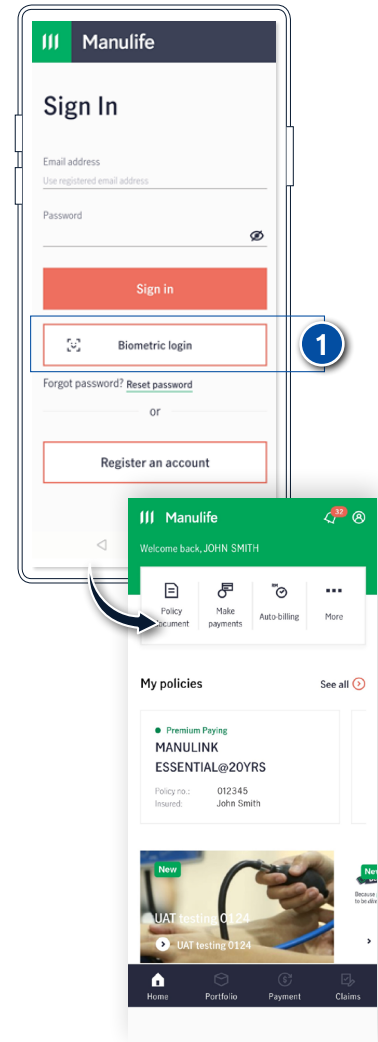 Manulife
Sign In
Email address
Use registered email address
Password
Sign in
Biometric login
1
Forgot password? Reset password
or
Register an account
Manulife
32
Welcome back, JOHN SMITH
Policy document
Make payments
Auto-billing
More
My policies
See all
Premium Paying
MANULINK
ESSENTIAL@20YRS
Policy no.: 012345
Insured: John Smith
New
UAT testing 0124
UAT testing 0124
Because
to be
Home
Portfolio
Payment
Claims